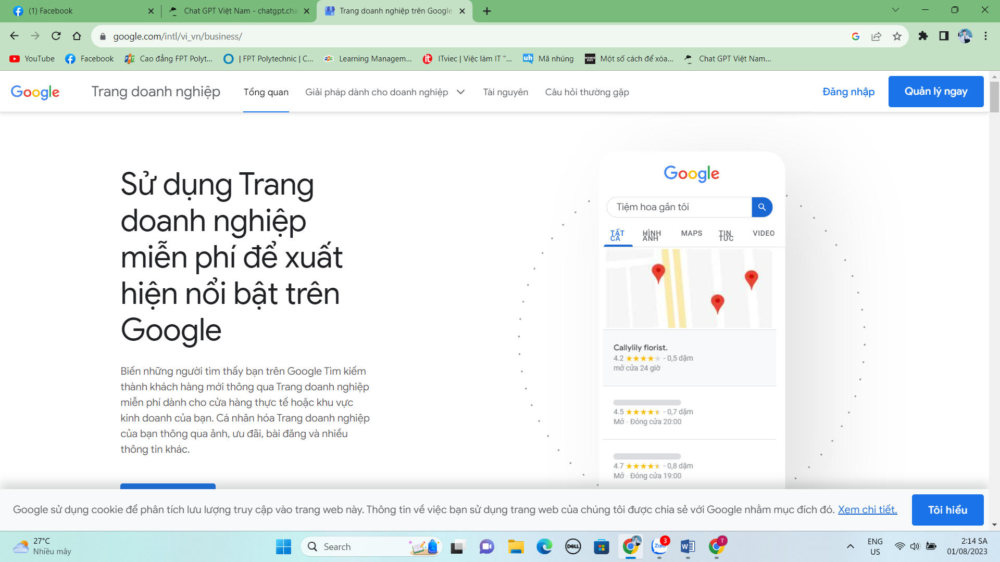 (1) Facebook
Chat GPT Việt Nam - chatgpt.cha
Trang doanh nghiệp trên Google
google.com/intl/vi_vn/business/
YouTube
Facebook
Cao đẳng FPT Polyt...
| FPT Polytechnic | C...
Learning Managem...
ITviec | Việc làm IT "...
Mã nhúng
Một số cách để xóa...
Chat GPT Việt Nam...
Google
Trang doanh nghiệp
Tổng quan
Giải pháp dành cho doanh nghiệp
Tài nguyên
Câu hỏi thường gặp
Đăng nhập
Quản lý ngay
Sử dụng Trang
doanh nghiệp
miễn phí để xuất
hiện nổi bật trên
Google
Biến những người tìm thấy bạn trên Google Tìm kiếm
thành khách hàng mới thông qua Trang doanh nghiệp
miễn phí dành cho cửa hàng thực tế hoặc khu vực
kinh doanh của bạn. Cá nhân hóa Trang doanh nghiệp
của bạn thông qua ảnh, ưu đãi, bài đăng và nhiều
thông tin khác.
Google
Tiệm hoa gần tôi
TẤT
CẢ
HÌNH
ẢNH
MAPS
TIN
TỨC
VIDEO
Callylily florist.
4.2 ★★★★★ - 0,5 dặm
mở cửa 24 giờ
4.5 ★★★★★ - 0,7 dặm
Mở · Đóng cửa 20:00
4.7 ★★★★★ - 0,8 dặm
Mở · Đóng cửa 19:00
Google sử dụng cookie để phân tích lưu lượng truy cập vào trang web này. Thông tin về việc bạn sử dụng trang web của chúng tôi được chia sẻ với Google nhằm mục đích đó. Xem chi tiết.
Tôi hiểu
27°C
Nhiều mây
Search
DELL
Zalo
3
W
T
ENG
US
2:14 SA
01/08/2023